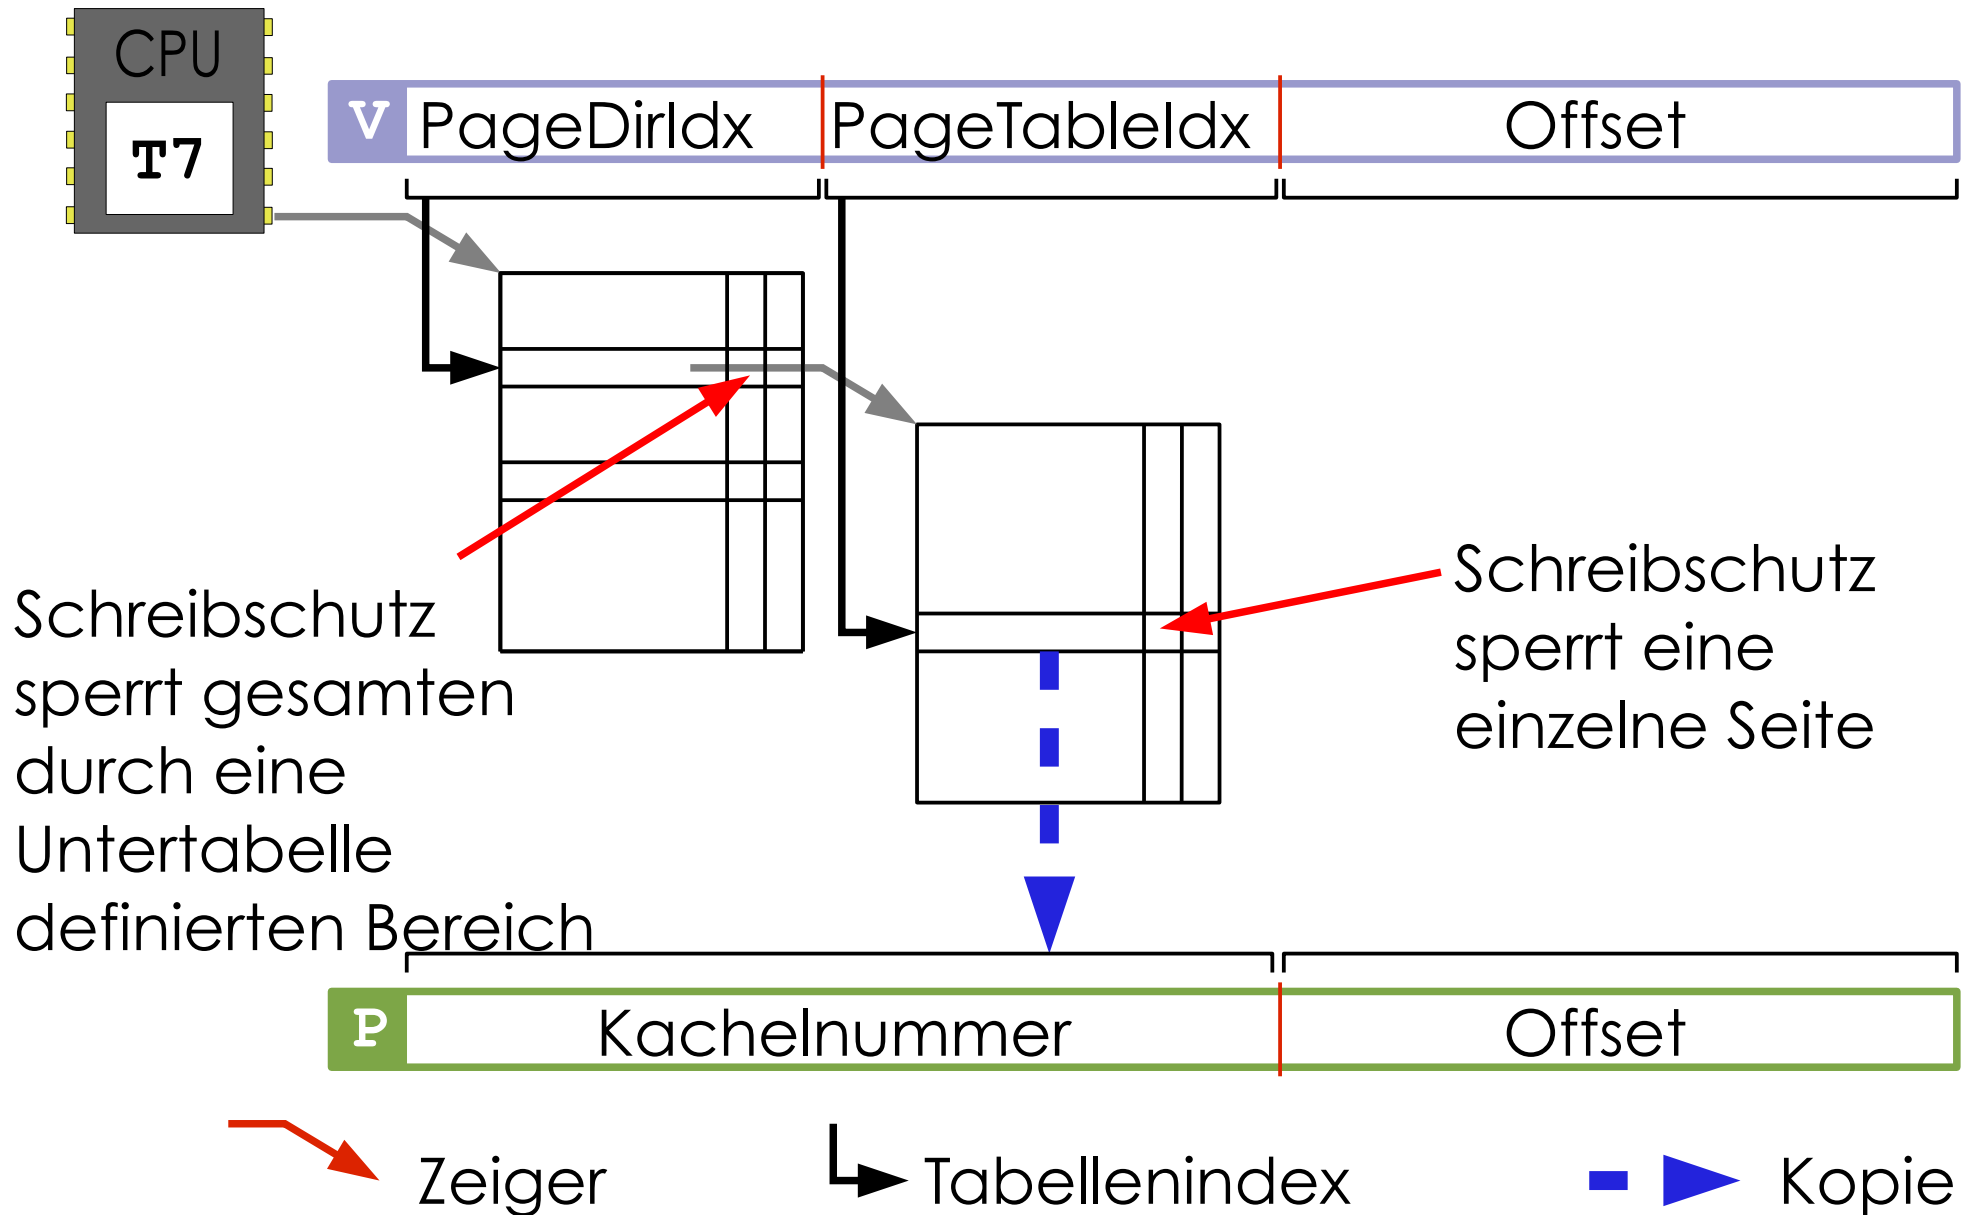 CPU
T7
V PageDirIdx PageTableIdx Offset
Schreibschutz
sperrt gesamten
durch eine
Untertabelle
definierten Bereich
Schreibschutz
sperrt eine
einzelne Seite
P Kachelnummer Offset
Zeiger Tabellenindex Kopie